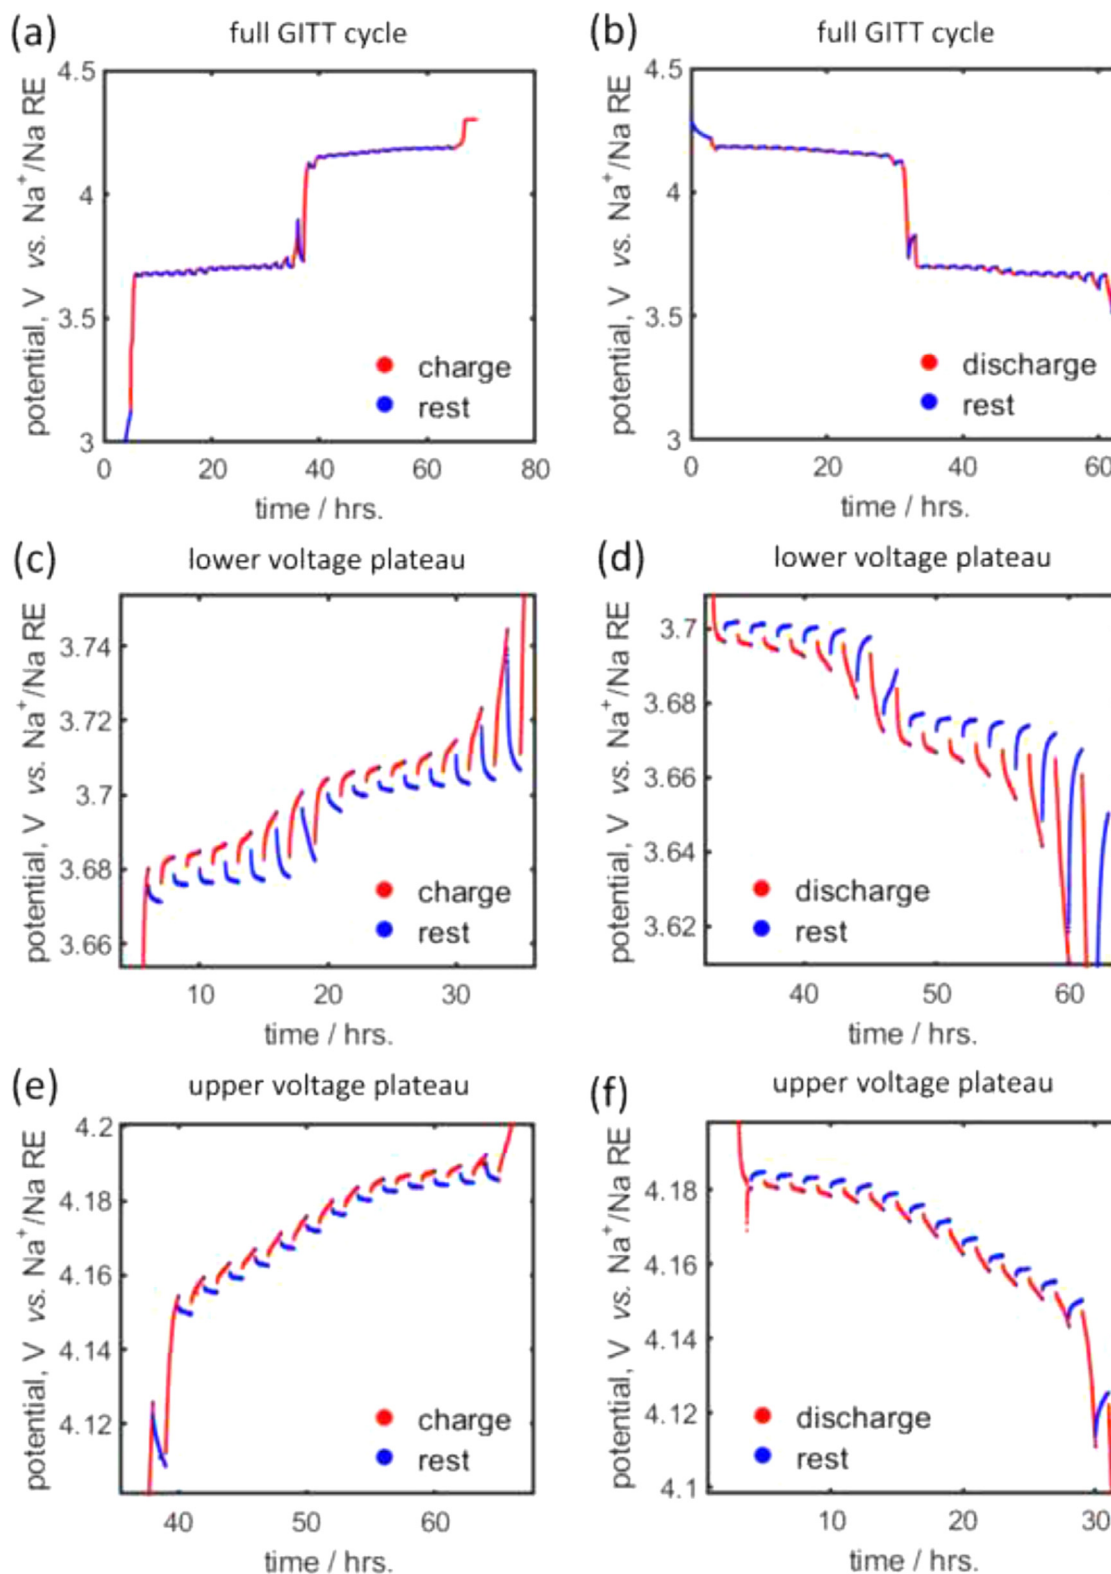 (a) full GITT cycle
potential, V vs. Na⁺/Na RE
4.5
4
3.5
3
0 20 40 60 80
time / hrs.
charge
rest
(b) full GITT cycle
potential, V vs. Na⁺/Na RE
4.5
4
3.5
3
0 20 40 60
time / hrs.
discharge
rest
(c) lower voltage plateau
potential, V vs. Na⁺/Na RE
3.74
3.72
3.7
3.68
3.66
10 20 30
time / hrs.
charge
rest
(d) lower voltage plateau
potential, V vs. Na⁺/Na RE
3.7
3.68
3.66
3.64
3.62
40 50 60
time / hrs.
discharge
rest
(e) upper voltage plateau
potential, V vs. Na⁺/Na RE
4.2
4.18
4.16
4.14
4.12
40 50 60
time / hrs.
charge
rest
(f) upper voltage plateau
potential, V vs. Na⁺/Na RE
4.18
4.16
4.14
4.12
4.1
10 20 30
time / hrs.
discharge
rest